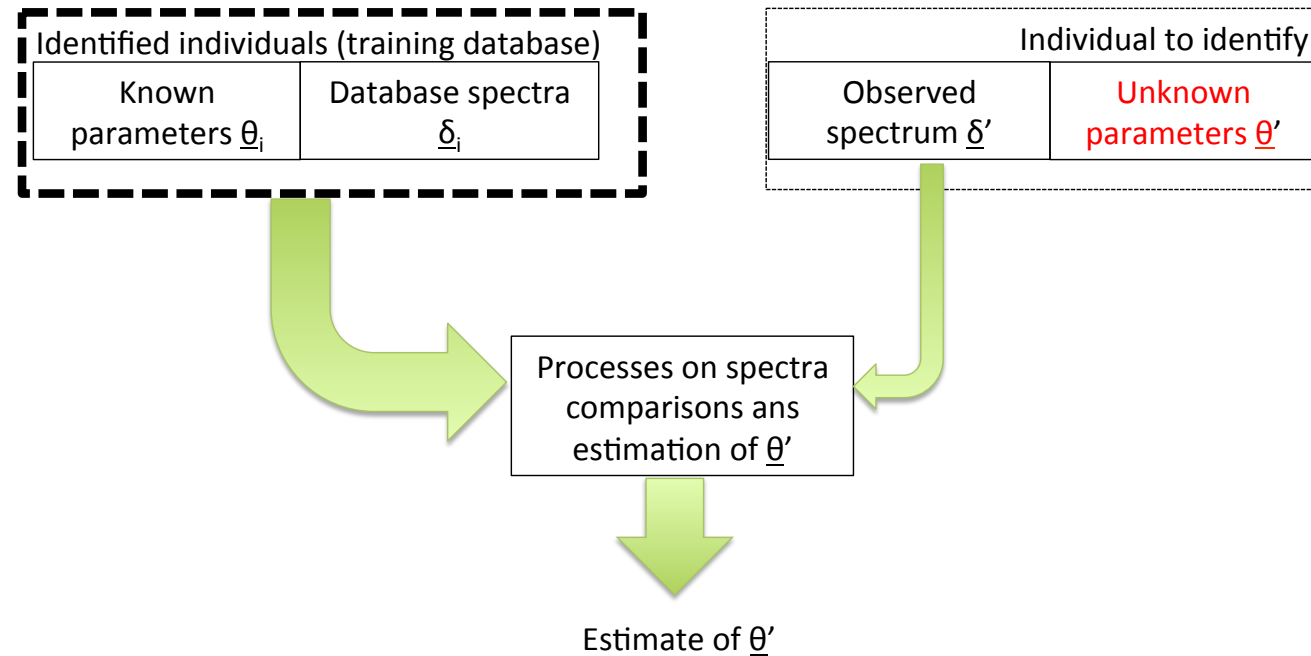 Identified individuals (training database)
Known
parameters θi
Database spectra
δi
Individual to identify
Observed
spectrum δ’
Unknown
parameters θ’
Processes on spectra
comparisons ans
estimation of θ’
Estimate of θ’